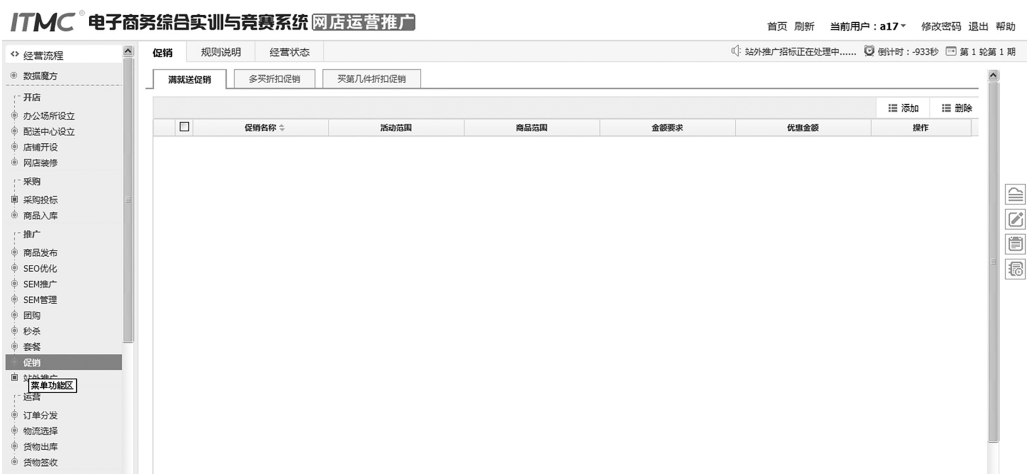 ITMC® 电子商务综合实训与竞赛系统 网店运营推广
首页 刷新 当前用户：a17 修改密码 退出 帮助
经营流程
促销 规则说明 经营状态
站外推广招标正在处理中...... 倒计时：-933秒 第 1 轮第 1 期
数据魔方
开店
办公场所设立
配送中心设立
店铺开设
网店装修
采购
采购投标
商品入库
推广
商品发布
SEO优化
SEM推广
SEM管理
团购
秒杀
套餐
促销
站外推广
菜单功能区
运营
订单分发
物流选择
货物出库
货物签收
满就送促销 多买折扣促销 买第几件折扣促销
添加 删除
促销名称 活动范围 商品范围 金额要求 优惠金额 操作